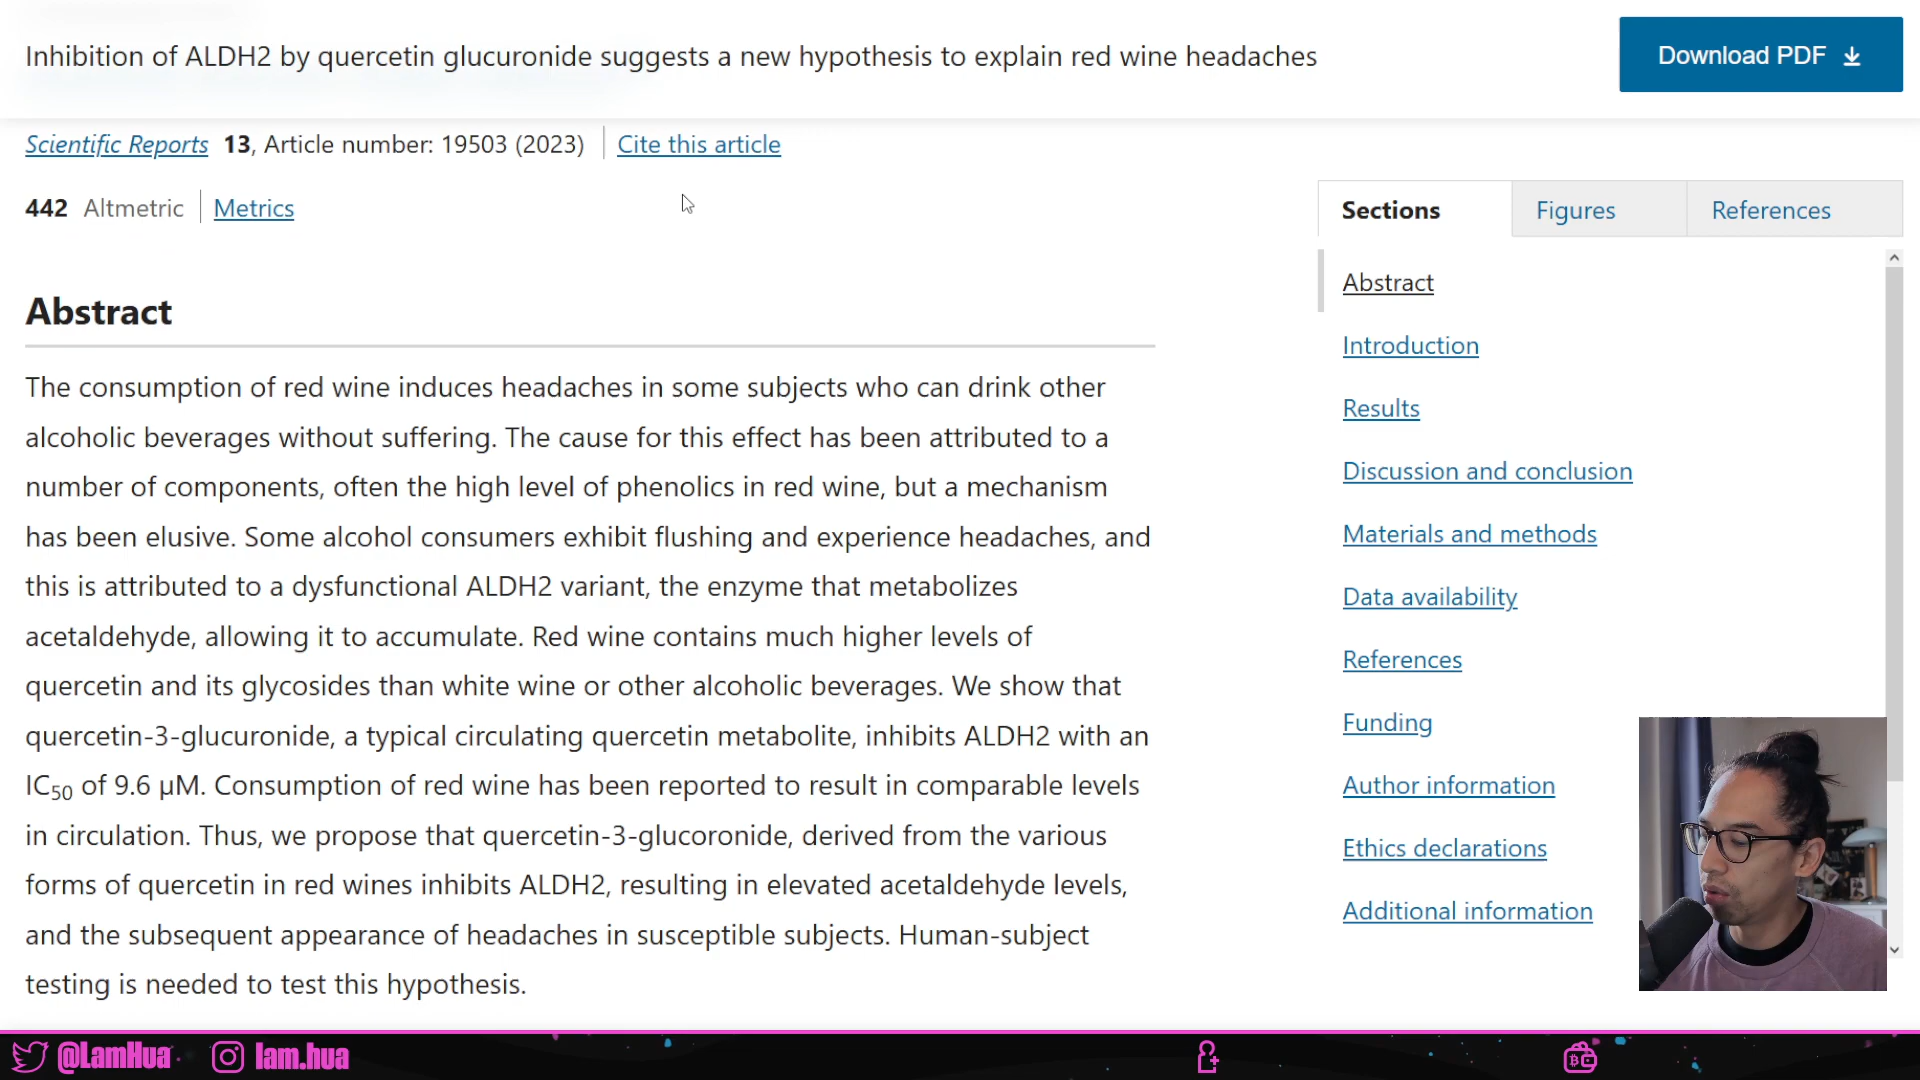 Inhibition of ALDH2 by quercetin glucuronide suggests a new hypothesis to explain red wine headaches
Download PDF
Scientific Reports 13, Article number: 19503 (2023) Cite this article
442 Altmetric Metrics
Sections Figures References
Abstract
The consumption of red wine induces headaches in some subjects who can drink other
alcoholic beverages without suffering. The cause for this effect has been attributed to a
number of components, often the high level of phenolics in red wine, but a mechanism
has been elusive. Some alcohol consumers exhibit flushing and experience headaches, and
this is attributed to a dysfunctional ALDH2 variant, the enzyme that metabolizes
acetaldehyde, allowing it to accumulate. Red wine contains much higher levels of
quercetin and its glycosides than white wine or other alcoholic beverages. We show that
quercetin-3-glucuronide, a typical circulating quercetin metabolite, inhibits ALDH2 with an
IC50 of 9.6 µM. Consumption of red wine has been reported to result in comparable levels
in circulation. Thus, we propose that quercetin-3-glucoronide, derived from the various
forms of quercetin in red wines inhibits ALDH2, resulting in elevated acetaldehyde levels,
and the subsequent appearance of headaches in susceptible subjects. Human-subject
testing is needed to test this hypothesis.
Abstract
Introduction
Results
Discussion and conclusion
Materials and methods
Data availability
References
Funding
Author information
Ethics declarations
Additional information
@LamHua lam.hua